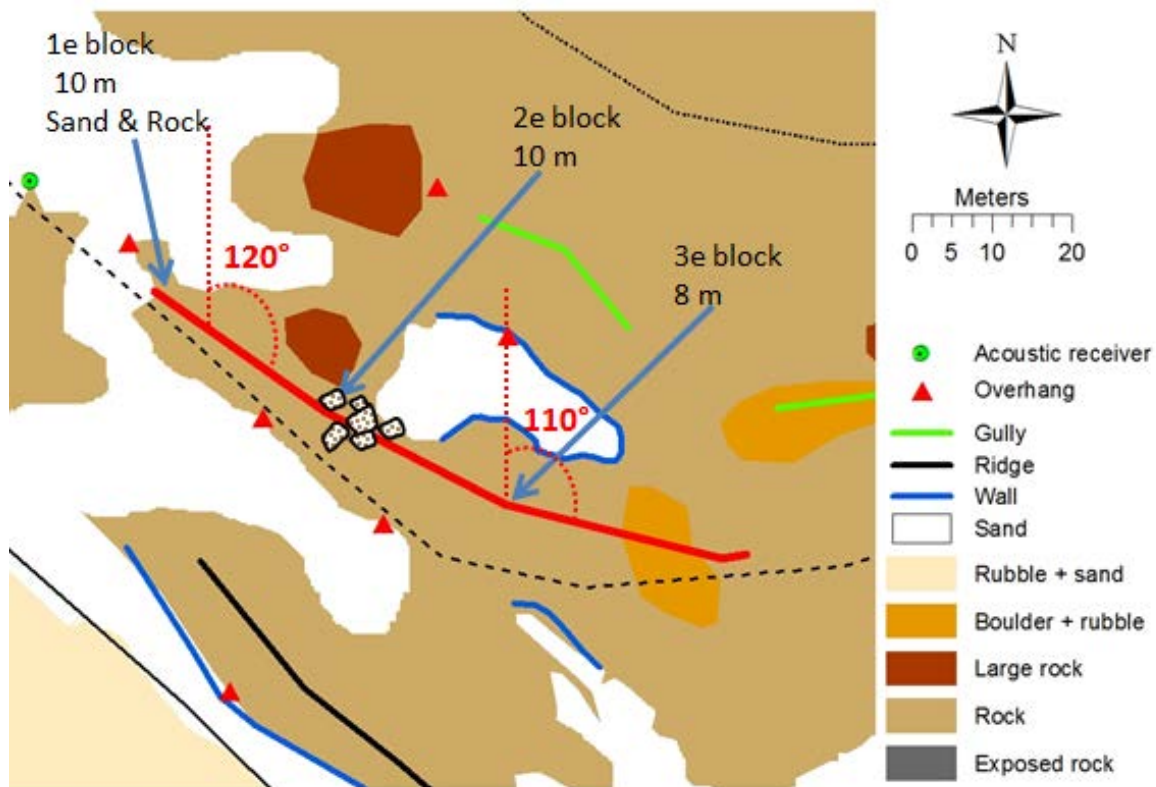 1e block
10 m
Sand & Rock
2e block
10 m
3e block
8 m
120°
110°
N
Meters
0 5 10 20
Acoustic receiver
Overhang
Gully
Ridge
Wall
Sand
Rubble + sand
Boulder + rubble
Large rock
Rock
Exposed rock